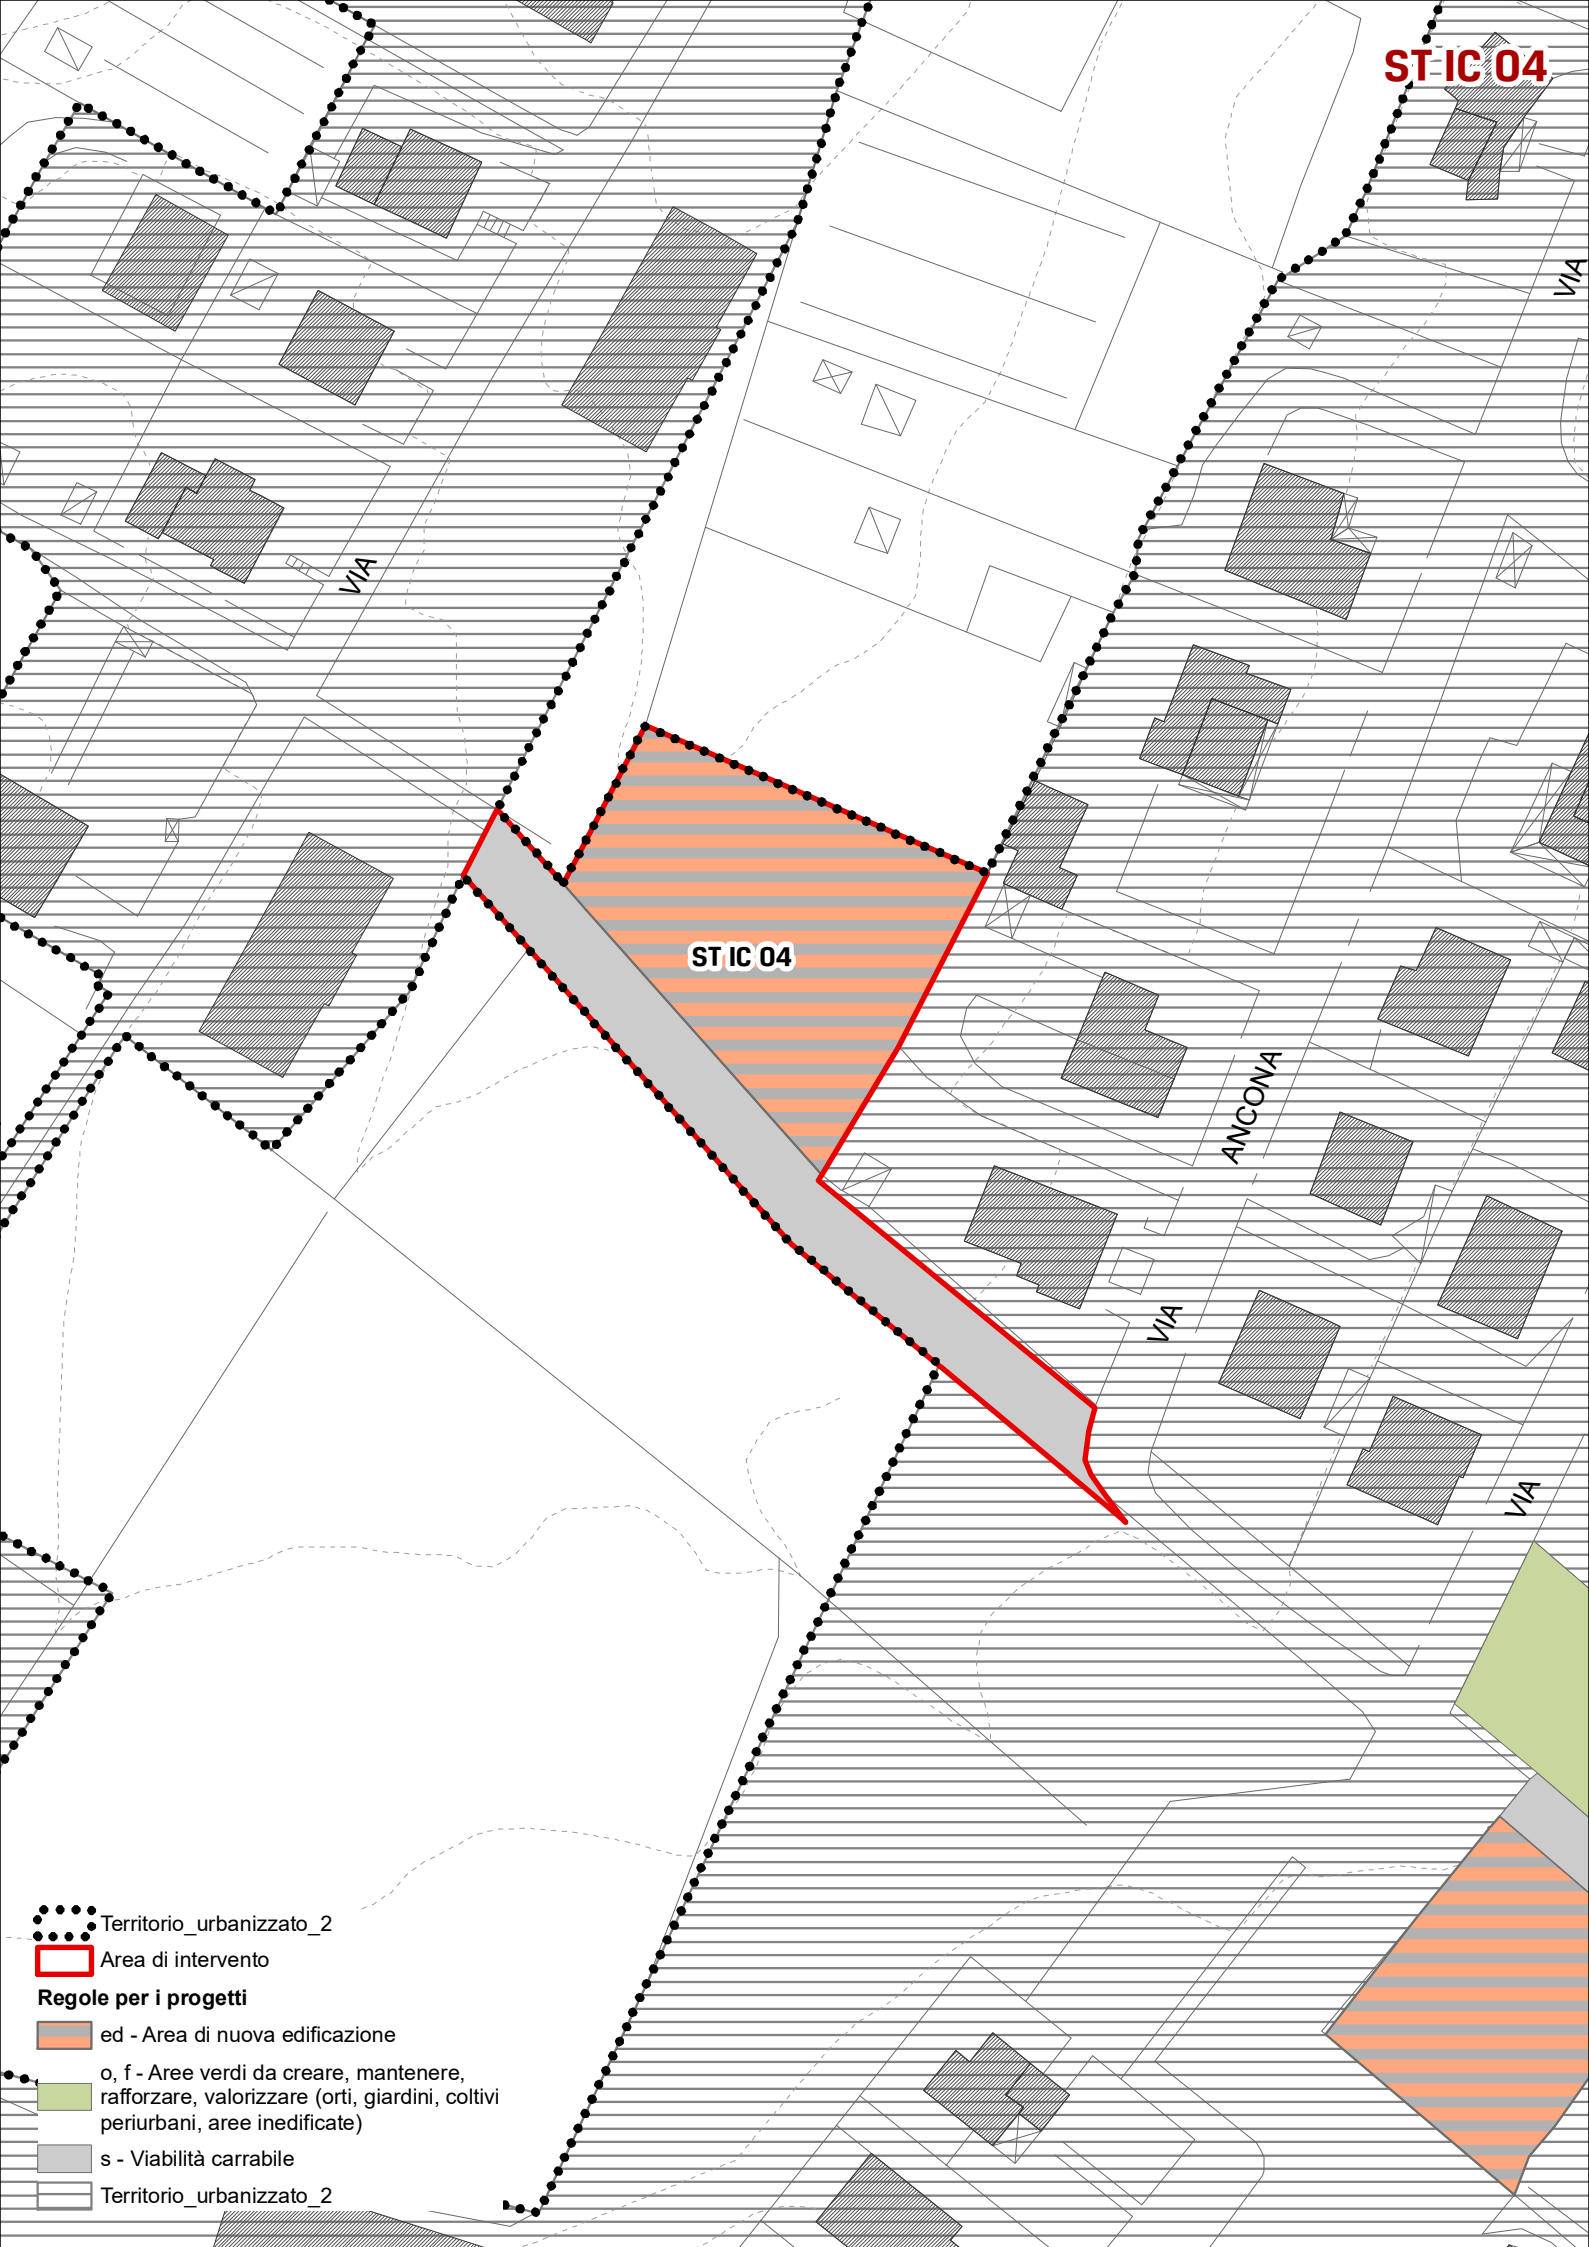 ST IC 04
VIA
VIA
ST IC 04
ANCONA
VIA
VIA
Territorio_urbanizzato_2
Area di intervento
Regole per i progetti
ed - Area di nuova edificazione
o, f - Aree verdi da creare, mantenere,
rafforzare, valorizzare (orti, giardini, coltivi
periurbani, aree inedificate)
s - Viabilità carrabile
Territorio_urbanizzato_2